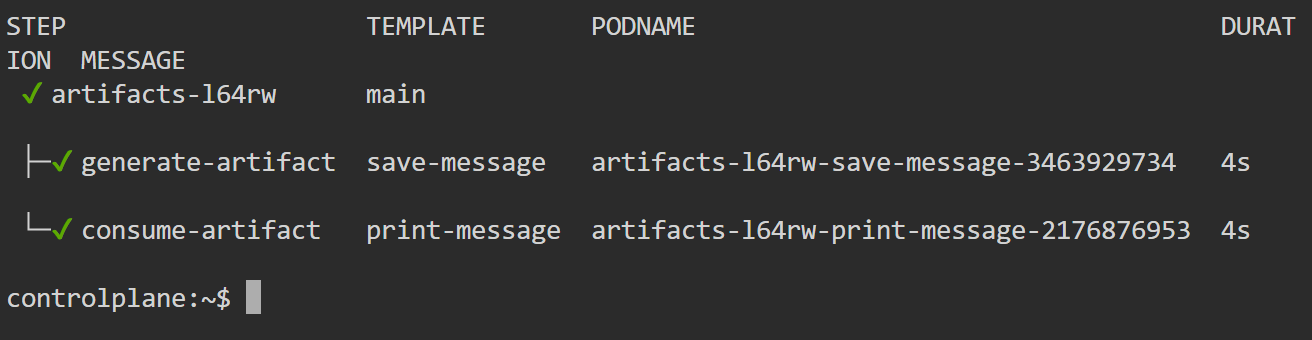 STEP TEMPLATE PODNAME DURAT
ION MESSAGE
✔ artifacts-l64rw main
├─✔ generate-artifact save-message artifacts-l64rw-save-message-3463929734 4s
└─✔ consume-artifact print-message artifacts-l64rw-print-message-2176876953 4s
controlplane:~$